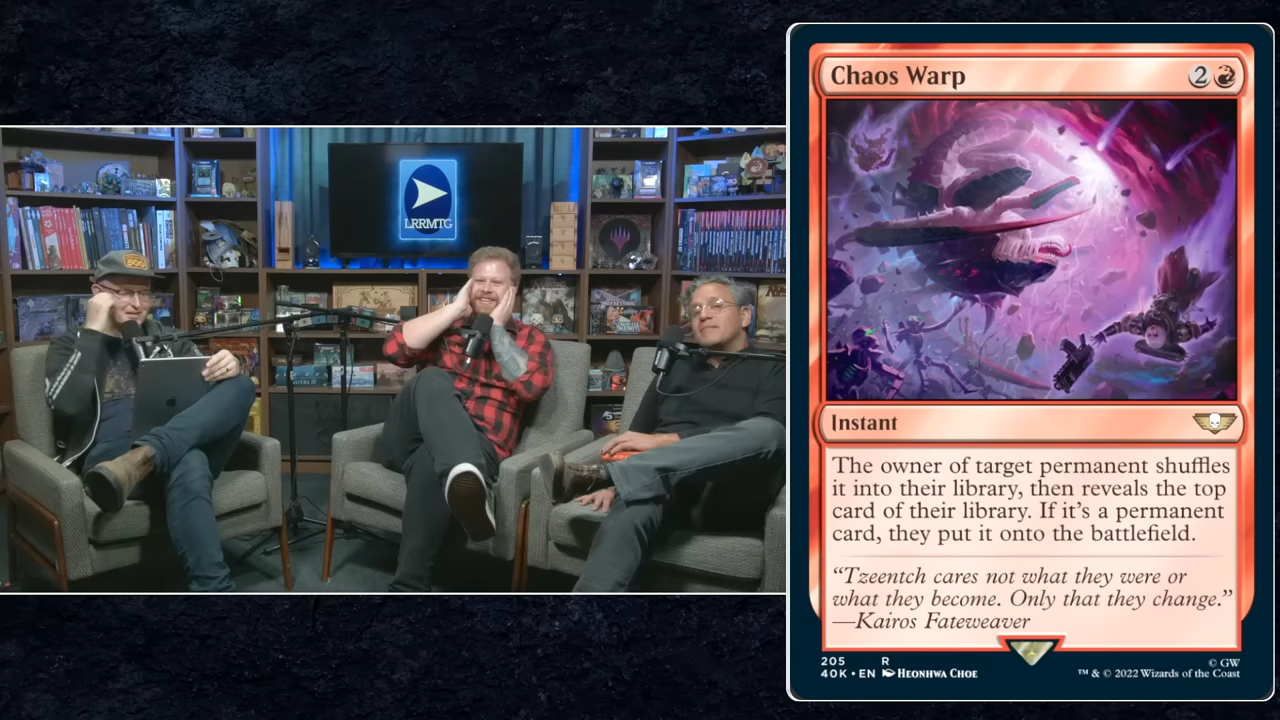 LRRMTG
Chaos Warp
2
Instant
The owner of target permanent shuffles
it into their library, then reveals the top
card of their library. If it's a permanent
card, they put it onto the battlefield.
“Tzeentch cares not what they were or
what they become. Only that they change.”
—Kairos Fateweaver
205 R
40K • EN HEONHWA CHOE
© GW
™ & © 2022 Wizards of the Coast